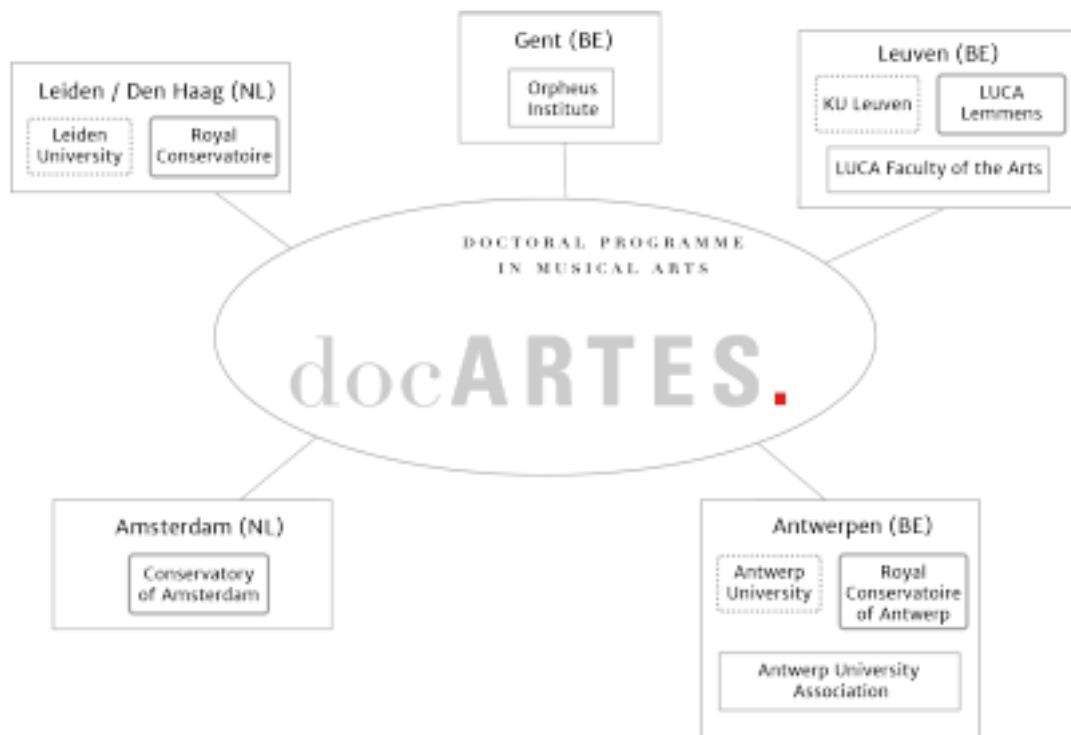 Gent (BE)
Orpheus
Institute
Leiden / Den Haag (NL)
Leiden
University
Royal
Conservatoire
Leuven (BE)
KU Leuven
LUCA
Lemmens
LUCA Faculty of the Arts
DOCTORAL PROGRAMME
IN MUSICAL ARTS
docARTES.
Amsterdam (NL)
Conservatory
of Amsterdam
Antwerpen (BE)
Antwerp
University
Royal
Conservatoire
of Antwerp
Antwerp University
Association